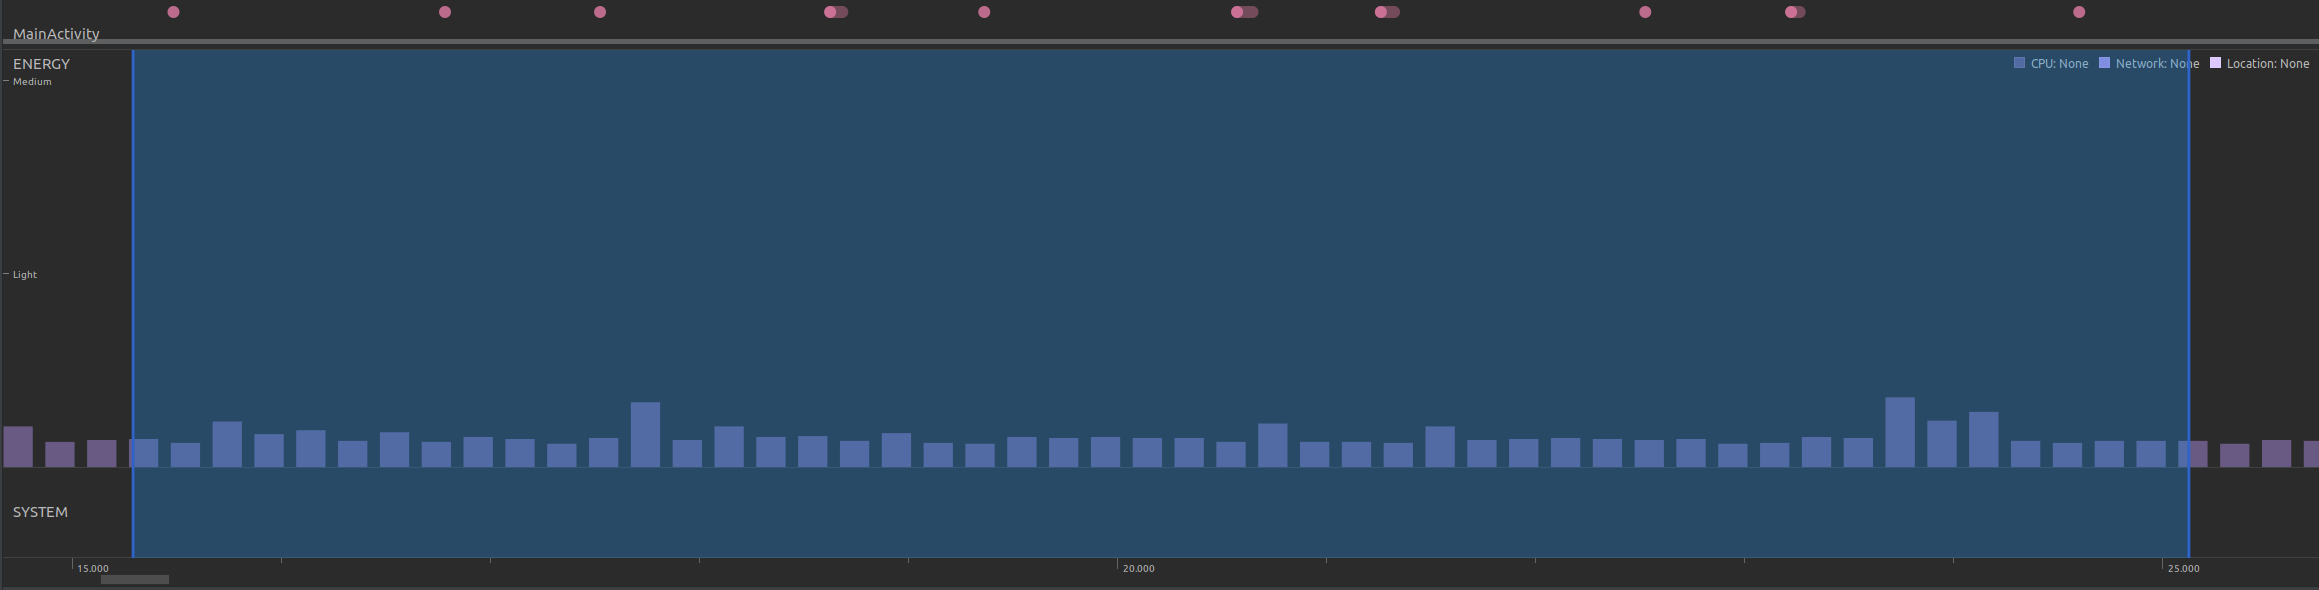 MainActivity
ENERGY
CPU: None Network: None Location: None
Medium
Light
SYSTEM
15.000 20.000 25.000